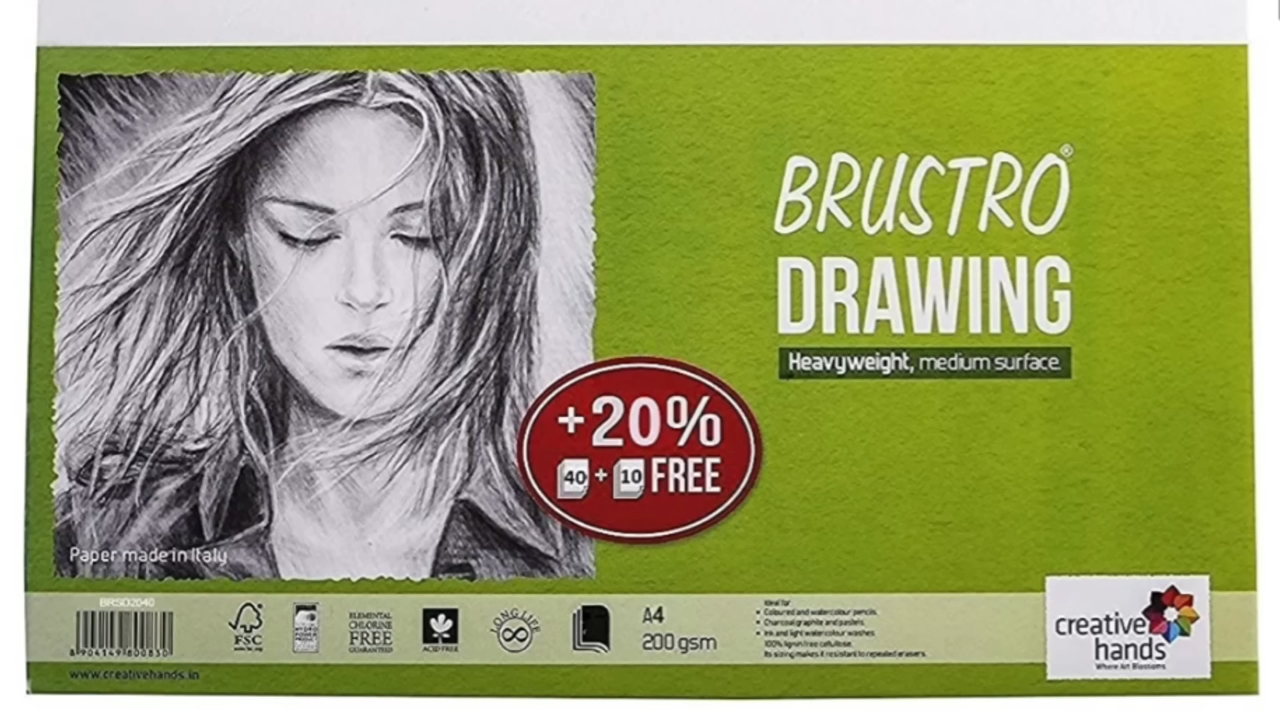 BRUSTRO®
DRAWING
Heavyweight, medium surface.
+20%
40 + 10 FREE
Paper made in Italy
BRSD2040
8904149800830
FSC
ELEMENTAL
CHLORINE
FREE
GUARANTEED
ACID FREE
LONG LIFE
A4
200 gsm
Ideal for
• Coloured and watercolour pencils.
• Charcoal graphite and pastels.
• Ink and light watercolour washes.
100% lignin free cellulose.
Its sizing makes it resistant to repeated erasers.
creative
hands
Where Art Blossoms
www.creativehands.in